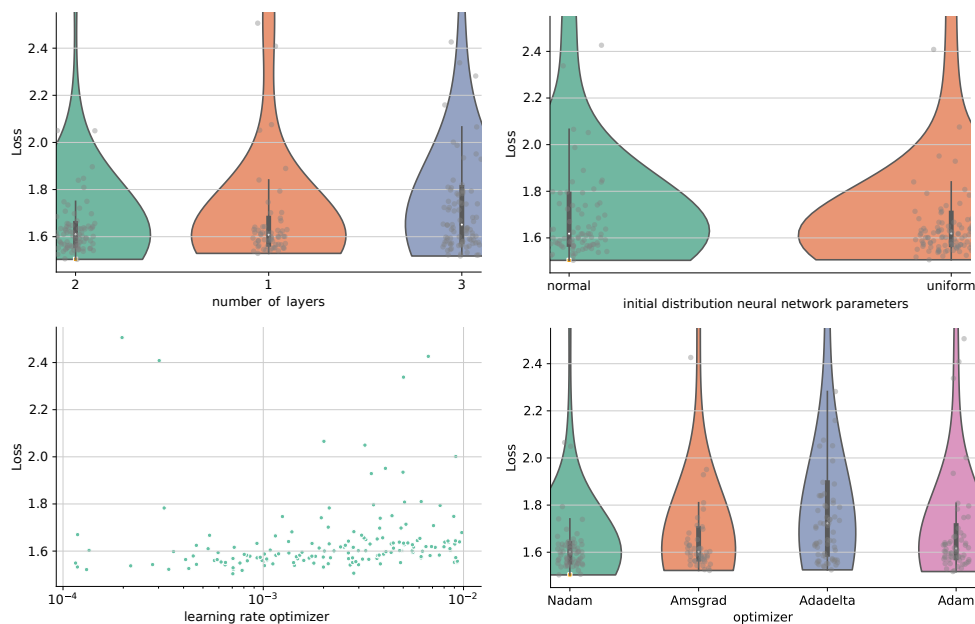 2.4
2.2
2.0
1.8
1.6
Loss
2
1
3
number of layers
2.4
2.2
2.0
1.8
1.6
Loss
normal
uniform
initial distribution neural network parameters
2.4
2.2
2.0
1.8
1.6
Loss
10⁻⁴
10⁻³
10⁻²
learning rate optimizer
2.4
2.2
2.0
1.8
1.6
Loss
Nadam
Amsgrad
Adadelta
Adam
optimizer